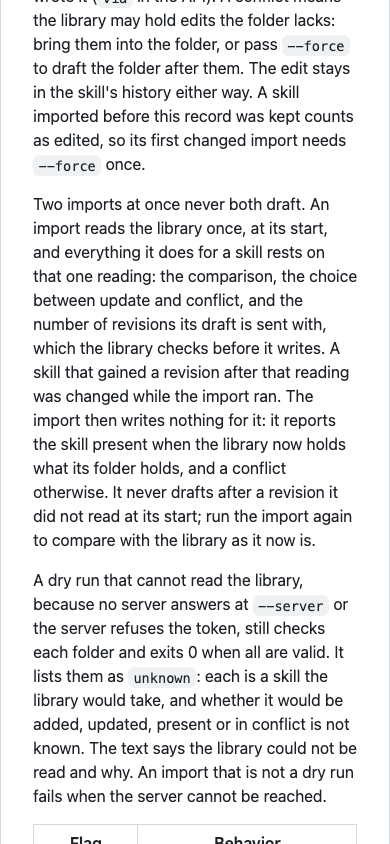 wrote it ( via in the API). A conflict means
the library may hold edits the folder lacks:
bring them into the folder, or pass --force
to draft the folder after them. The edit stays
in the skill's history either way. A skill
imported before this record was kept counts
as edited, so its first changed import needs
--force once.
Two imports at once never both draft. An
import reads the library once, at its start,
and everything it does for a skill rests on
that one reading: the comparison, the choice
between update and conflict, and the
number of revisions its draft is sent with,
which the library checks before it writes. A
skill that gained a revision after that reading
was changed while the import ran. The
import then writes nothing for it: it reports
the skill present when the library now holds
what its folder holds, and a conflict
otherwise. It never drafts after a revision it
did not read at its start; run the import again
to compare with the library as it now is.
A dry run that cannot read the library,
because no server answers at --server or
the server refuses the token, still checks
each folder and exits 0 when all are valid. It
lists them as unknown : each is a skill the
library would take, and whether it would be
added, updated, present or in conflict is not
known. The text says the library could not be
read and why. An import that is not a dry run
fails when the server cannot be reached.
Flag Behavior